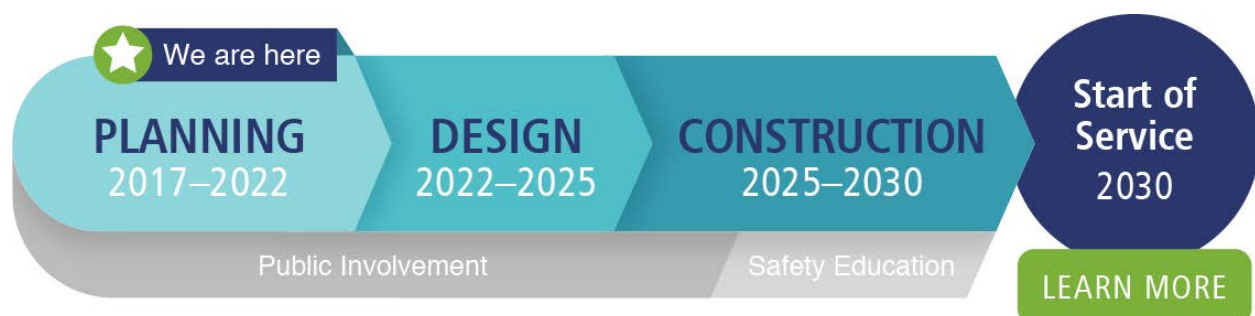 We are here
PLANNING
2017–2022
DESIGN
2022–2025
CONSTRUCTION
2025–2030
Start of
Service
2030
Public Involvement
Safety Education
LEARN MORE